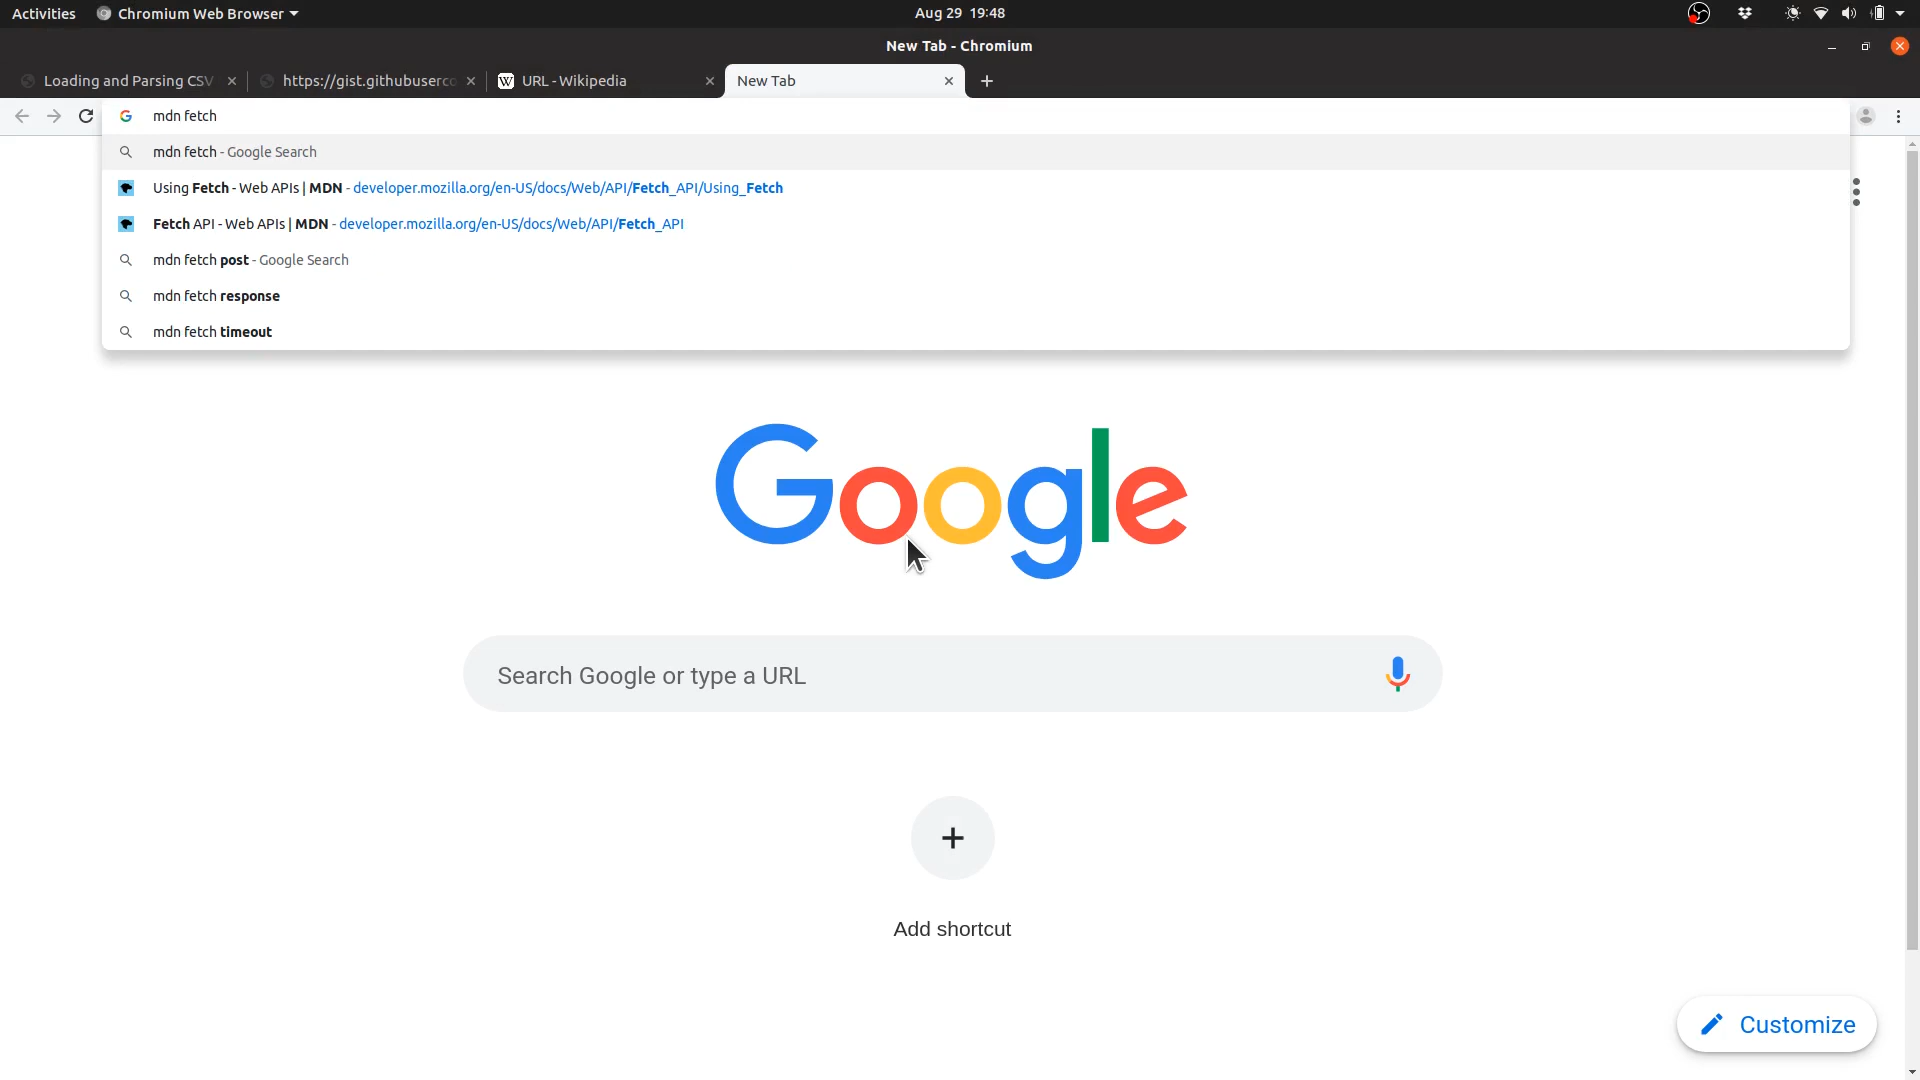 Activities
Chromium Web Browser
Aug 29 19:48
New Tab - Chromium
Loading and Parsing CSV
https://gist.githubuserco
W URL - Wikipedia
New Tab
mdn fetch
mdn fetch - Google Search
Using Fetch - Web APIs | MDN - developer.mozilla.org/en-US/docs/Web/API/Fetch_API/Using_Fetch
Fetch API - Web APIs | MDN - developer.mozilla.org/en-US/docs/Web/API/Fetch_API
mdn fetch post - Google Search
mdn fetch response
mdn fetch timeout
Google
Search Google or type a URL
Add shortcut
Customize